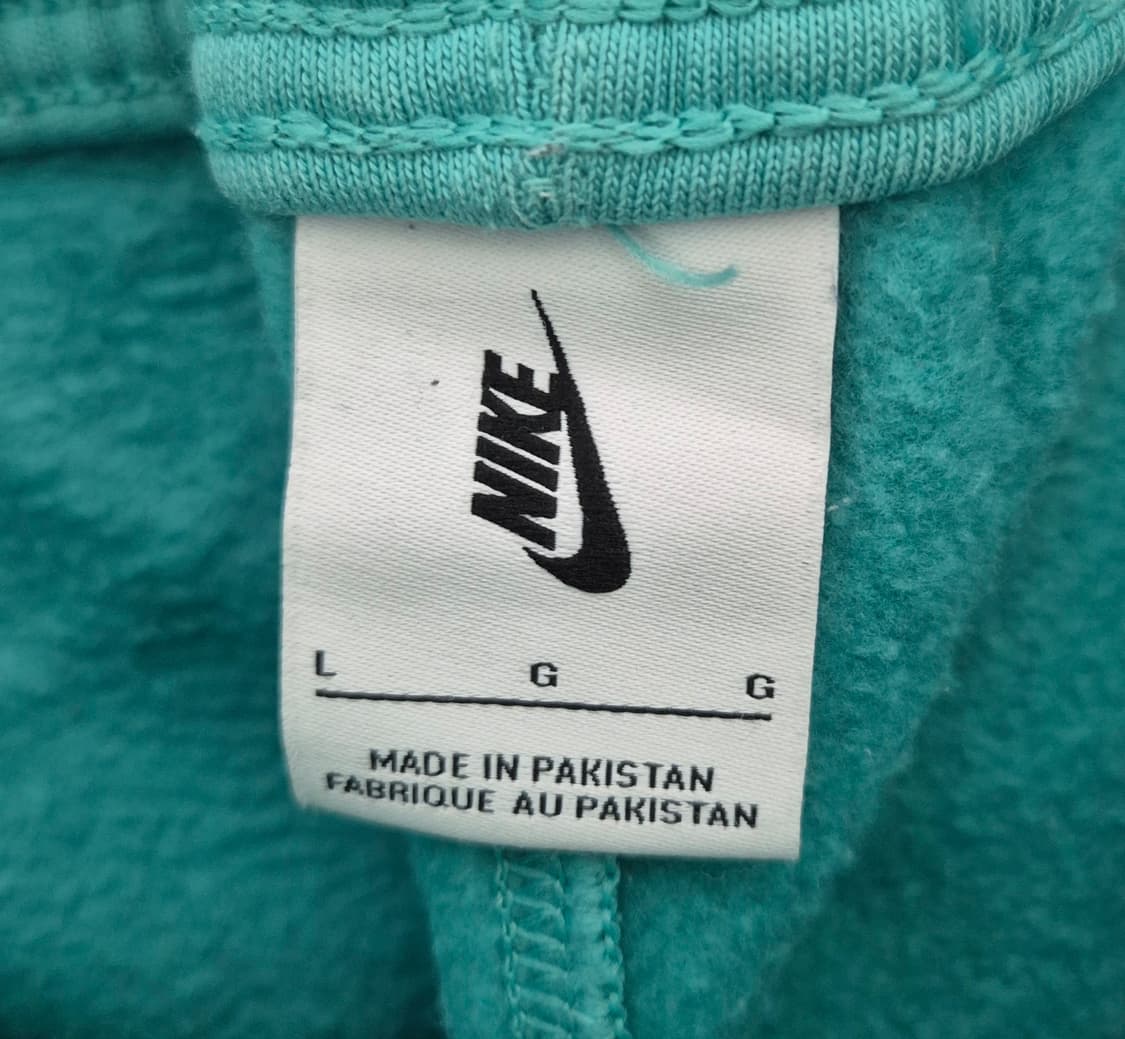 NIKE
L G G
MADE IN PAKISTAN
FABRIQUE AU PAKISTAN